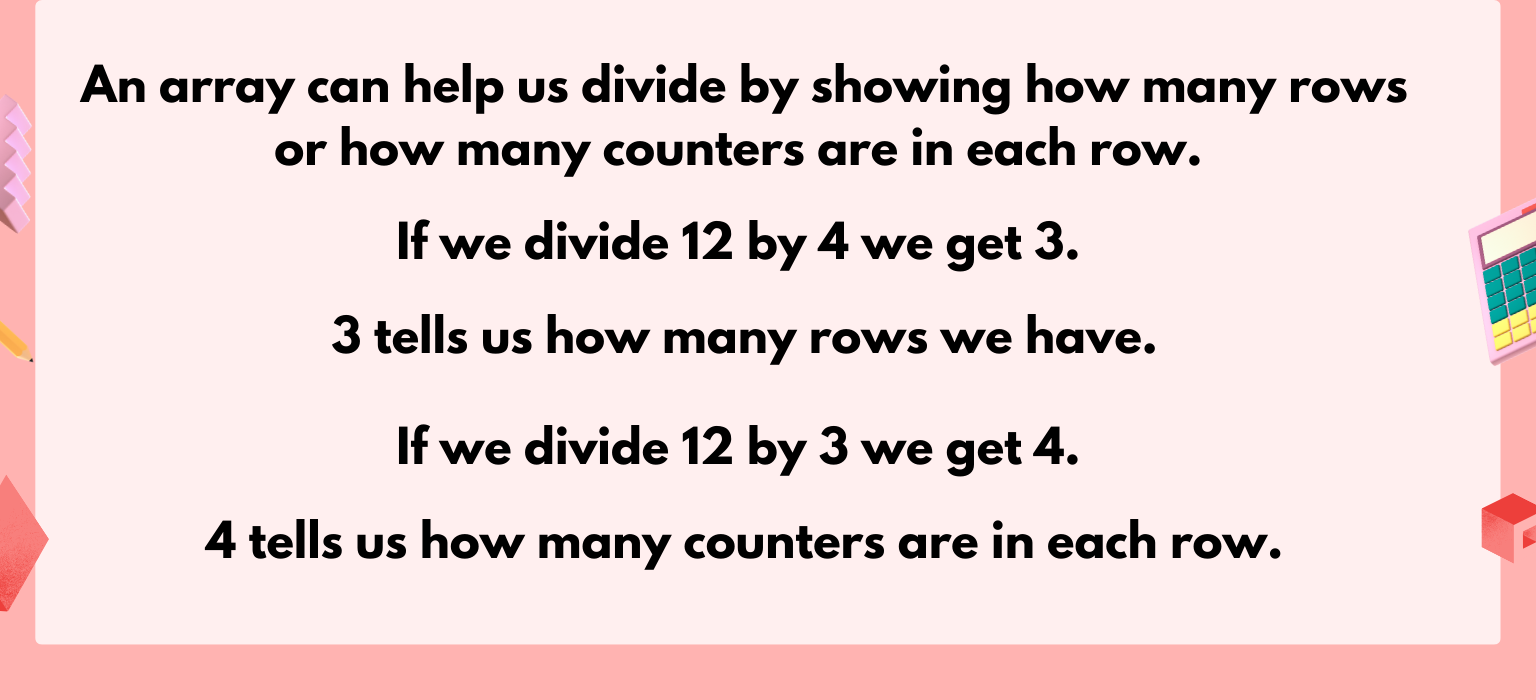 An array can help us divide by showing how many rows
or how many counters are in each row.
If we divide 12 by 4 we get 3.
3 tells us how many rows we have.
If we divide 12 by 3 we get 4.
4 tells us how many counters are in each row.